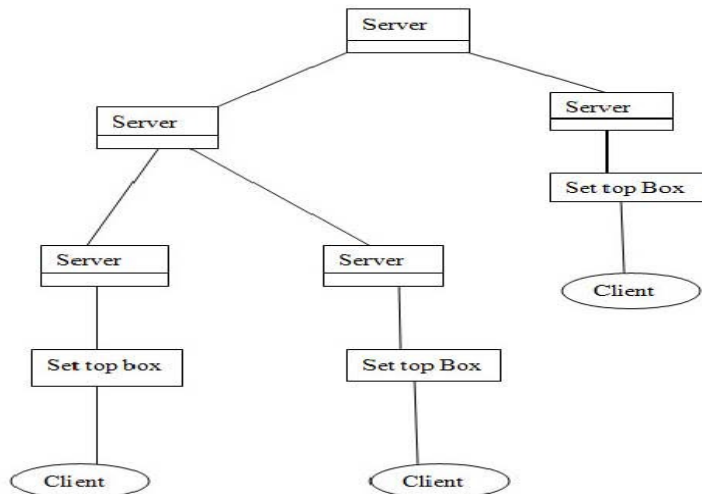 Server
Server
Server
Set top Box
Server
Server
Client
Set top box
Set top Box
Client
Client